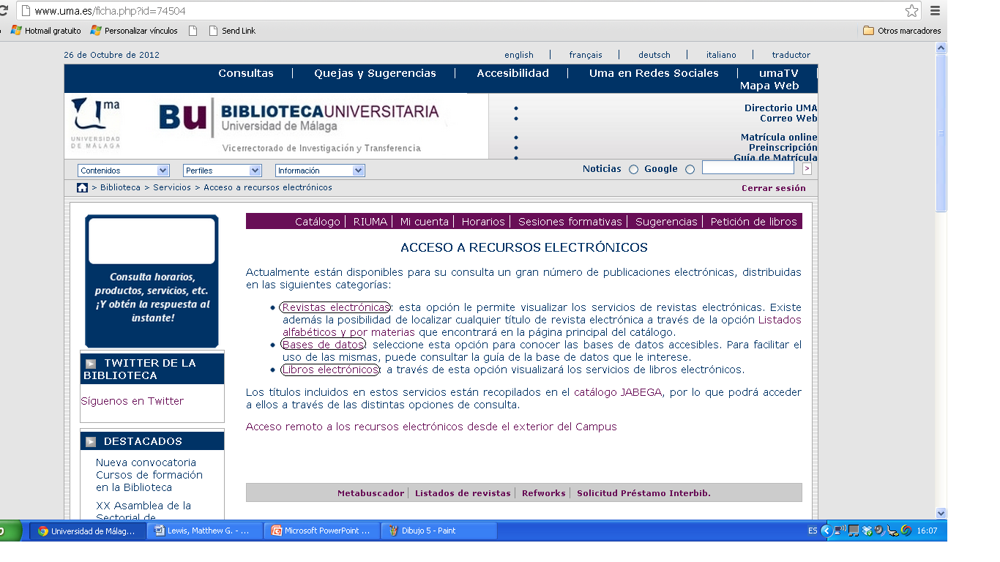 www.uma.es/ficha.php?id=74504
Hotmail gratuito Personalizar vínculos Send Link Otros marcadores
26 de Octubre de 2012 english | français | deutsch | italiano | traductor
Consultas | Quejas y Sugerencias | Accesibilidad | Uma en Redes Sociales | umaTV |
Mapa Web
uma
UNIVERSIDAD
DE MÁLAGA
Bu BIBLIOTECAUNIVERSITARIA
Universidad de Málaga
Vicerrectorado de Investigación y Transferencia
• Directorio UMA
• Correo Web
• Matrícula online
• Preinscripción
• Guía de Matrícula
Contenidos Perfiles Información Noticias Google >
> Biblioteca > Servicios > Acceso a recursos electrónicos Cerrar sesión
Consulta horarios,
productos, servicios, etc.
¡Y obtén la respuesta al
instante!
TWITTER DE LA
BIBLIOTECA
Síguenos en Twitter
DESTACADOS
Nueva convocatoria
Cursos de formación
en la Biblioteca
XX Asamblea de la
Sectorial de
Catálogo | RIUMA | Mi cuenta | Horarios | Sesiones formativas | Sugerencias | Petición de libros
ACCESO A RECURSOS ELECTRÓNICOS
Actualmente están disponibles para su consulta un gran número de publicaciones electrónicas, distribuidas
en las siguientes categorías:
• Revistas electrónicas: esta opción le permite visualizar los servicios de revistas electrónicas. Existe
además la posibilidad de localizar cualquier título de revista electrónica a través de la opción Listados
alfabéticos y por materias que encontrará en la página principal del catálogo.
• Bases de datos: seleccione esta opción para conocer las bases de datos accesibles. Para facilitar el
uso de las mismas, puede consultar la guía de la base de datos que le interese.
• Libros electrónicos: a través de esta opción visualizará los servicios de libros electrónicos.
Los títulos incluidos en estos servicios están recopilados en el catálogo JABEGA, por lo que podrá acceder
a ellos a través de las distintas opciones de consulta.
Acceso remoto a los recursos electrónicos desde el exterior del Campus
Metabuscador | Listados de revistas | Refworks | Solicitud Préstamo Interbib.
Universidad de Málag... Lewis, Matthew G. - ... Microsoft PowerPoint ... Dibujo 5 - Paint ES 16:07